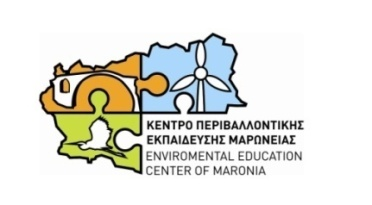 ΚΕΝΤΡΟ ΠΕΡΙΒΑΛΛΟΝΤΙΚΗΣ
ΕΚΠΑΙΔΕΥΣΗΣ ΜΑΡΩΝΕΙΑΣ
ENVIROMENTAL EDUCATION
CENTER OF MARONIA